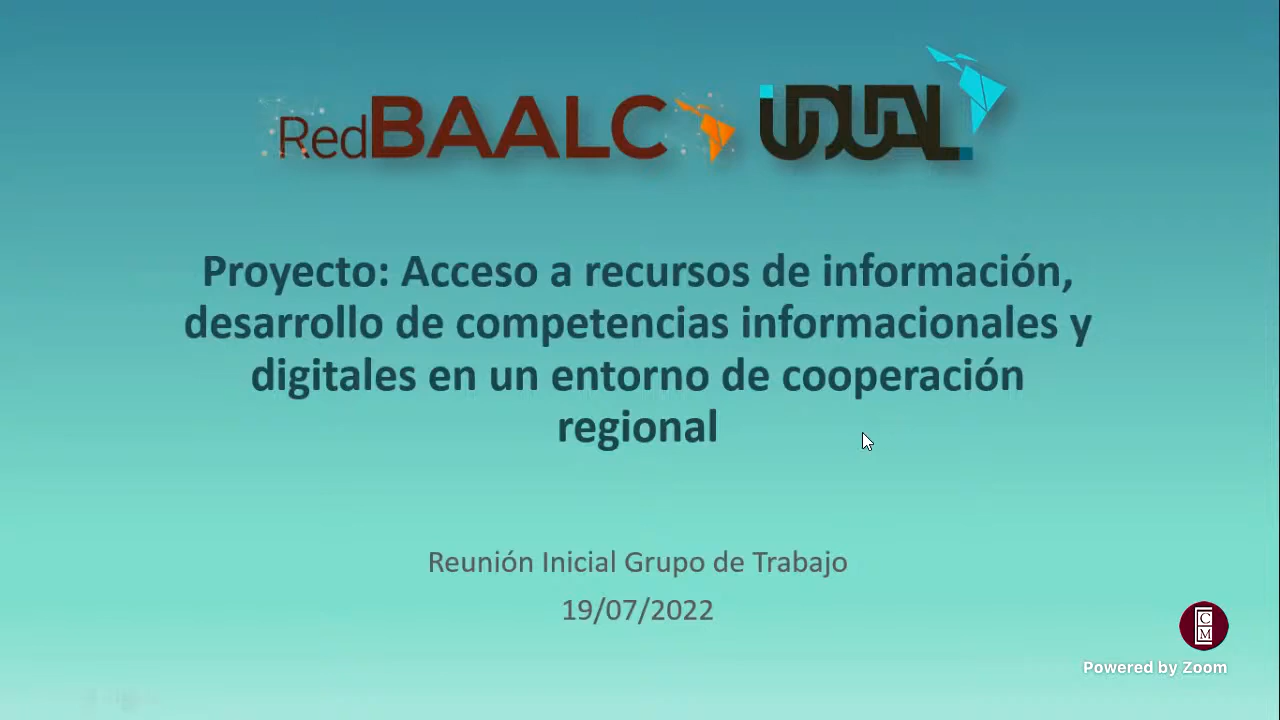 RedBAALC UDUAL
Proyecto: Acceso a recursos de información,
desarrollo de competencias informacionales y
digitales en un entorno de cooperación
regional
Reunión Inicial Grupo de Trabajo
19/07/2022
C
M
Powered by Zoom